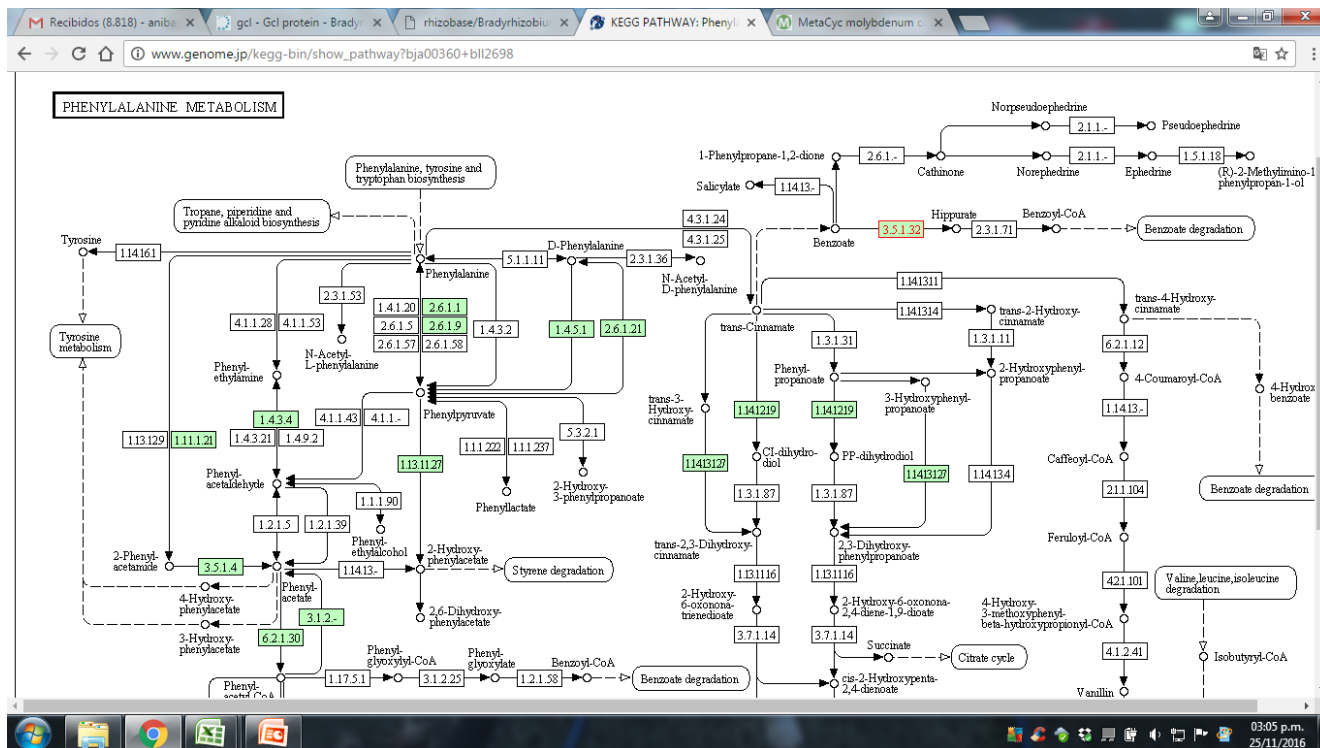 Recibidos (8.818) - aniba
gcl - Gcl protein - Brady
rhizobase/Bradyrhizobiu
KEGG PATHWAY: Phenyl
MetaCyc molybdenum c
www.genome.jp/kegg-bin/show_pathway?bja00360+bll2698
PHENYLALANINE METABOLISM
Norpseudoephedrine
2.1.1.-
Pseudoephedrine
1-Phenylpropane-1,2-dione
2.6.1.-
Cathinone
2.1.1.-
Norephedrine
Ephedrine
1.5.1.18
(R)-2-Methylimino-1
phenylpropan-1-ol
Salicylate
1.14.13.-
Benzoate
3.5.1.32
Hippurate
2.3.1.71
Benzoyl-CoA
Benzoate degradation
Phenylalanine, tyrosine and
tryptophan biosynthesis
Tropane, piperidine and
pyridine alkaloid biosynthesis
4.3.1.24
4.3.1.25
Tyrosine
1.14.16.1
Phenylalanine
5.1.1.11
D-Phenylalanine
2.3.1.36
N-Acetyl-
D-phenylalanine
2.3.1.53
N-Acetyl-
L-phenylalanine
4.1.1.28
4.1.1.53
1.4.1.20
2.6.1.1
2.6.1.5
2.6.1.9
2.6.1.57
2.6.1.58
1.4.3.2
1.4.5.1
2.6.1.21
Tyrosine
metabolism
Phenyl-
ethylamine
Phenylpyruvate
1.4.3.4
1.4.3.21
1.4.9.2
4.1.1.43
4.1.1.-
1.13.12.9
1.11.1.21
1.13.11.27
1.1.1.222
1.1.1.237
5.3.2.1
Phenyllactate
2-Hydroxy-
3-phenylpropanoate
Phenyl-
acetaldehyde
1.1.1.90
Phenyl-
ethylalcohol
1.2.1.5
1.2.1.39
2-Phenyl-
acetamide
3.5.1.4
Phenyl-
acetate
1.14.13.-
2-Hydroxy-
phenylacetate
Styrene degradation
4-Hydroxy-
phenylacetate
3-Hydroxy-
phenylacetate
3.1.2.-
6.2.1.30
2,6-Dihydroxy-
phenylacetate
Phenyl-
acetyl-CoA
1.17.5.1
Phenyl-
glyoxylyl-CoA
3.1.2.25
Phenyl-
glyoxylate
1.2.1.58
Benzoyl-CoA
Benzoate degradation
trans-Cinnamate
1.14.13.11
1.14.13.14
trans-2-Hydroxy-
cinnamate
1.3.1.31
1.3.1.11
Phenyl-
propanoate
2-Hydroxyphenyl-
propanoate
trans-3-
Hydroxy-
cinnamate
1.14.12.19
1.14.12.19
3-Hydroxyphenyl-
propanoate
CI-dihydro-
diol
PP-dihydrodiol
1.14.13.127
1.14.13.127
1.14.13.4
1.3.1.87
1.3.1.87
trans-2,3-Dihydroxy-
cinnamate
2,3-Dihydroxy-
phenylpropanoate
1.13.11.16
1.13.11.16
2-Hydroxy-
6-oxonona-
trienedioate
2-Hydroxy-6-oxonona-
2,4-diene-1,9-dioate
3.7.1.14
3.7.1.14
Succinate
Citrate cycle
cis-2-Hydroxypenta-
2,4-dienoate
trans-4-Hydroxy-
cinnamate
6.2.1.12
4-Coumaroyl-CoA
1.14.13.-
Caffeoyl-CoA
2.1.1.104
Feruloyl-CoA
4.2.1.101
4-Hydroxy-
3-methoxyphenyl-
beta-hydroxypropionyl-CoA
4.1.2.41
Vanillin
4-Hydrox
benzoate
Benzoate degradation
Valine, leucine, isoleucine
degradation
Isobutyryl-CoA
03:05 p.m.
25/11/2016